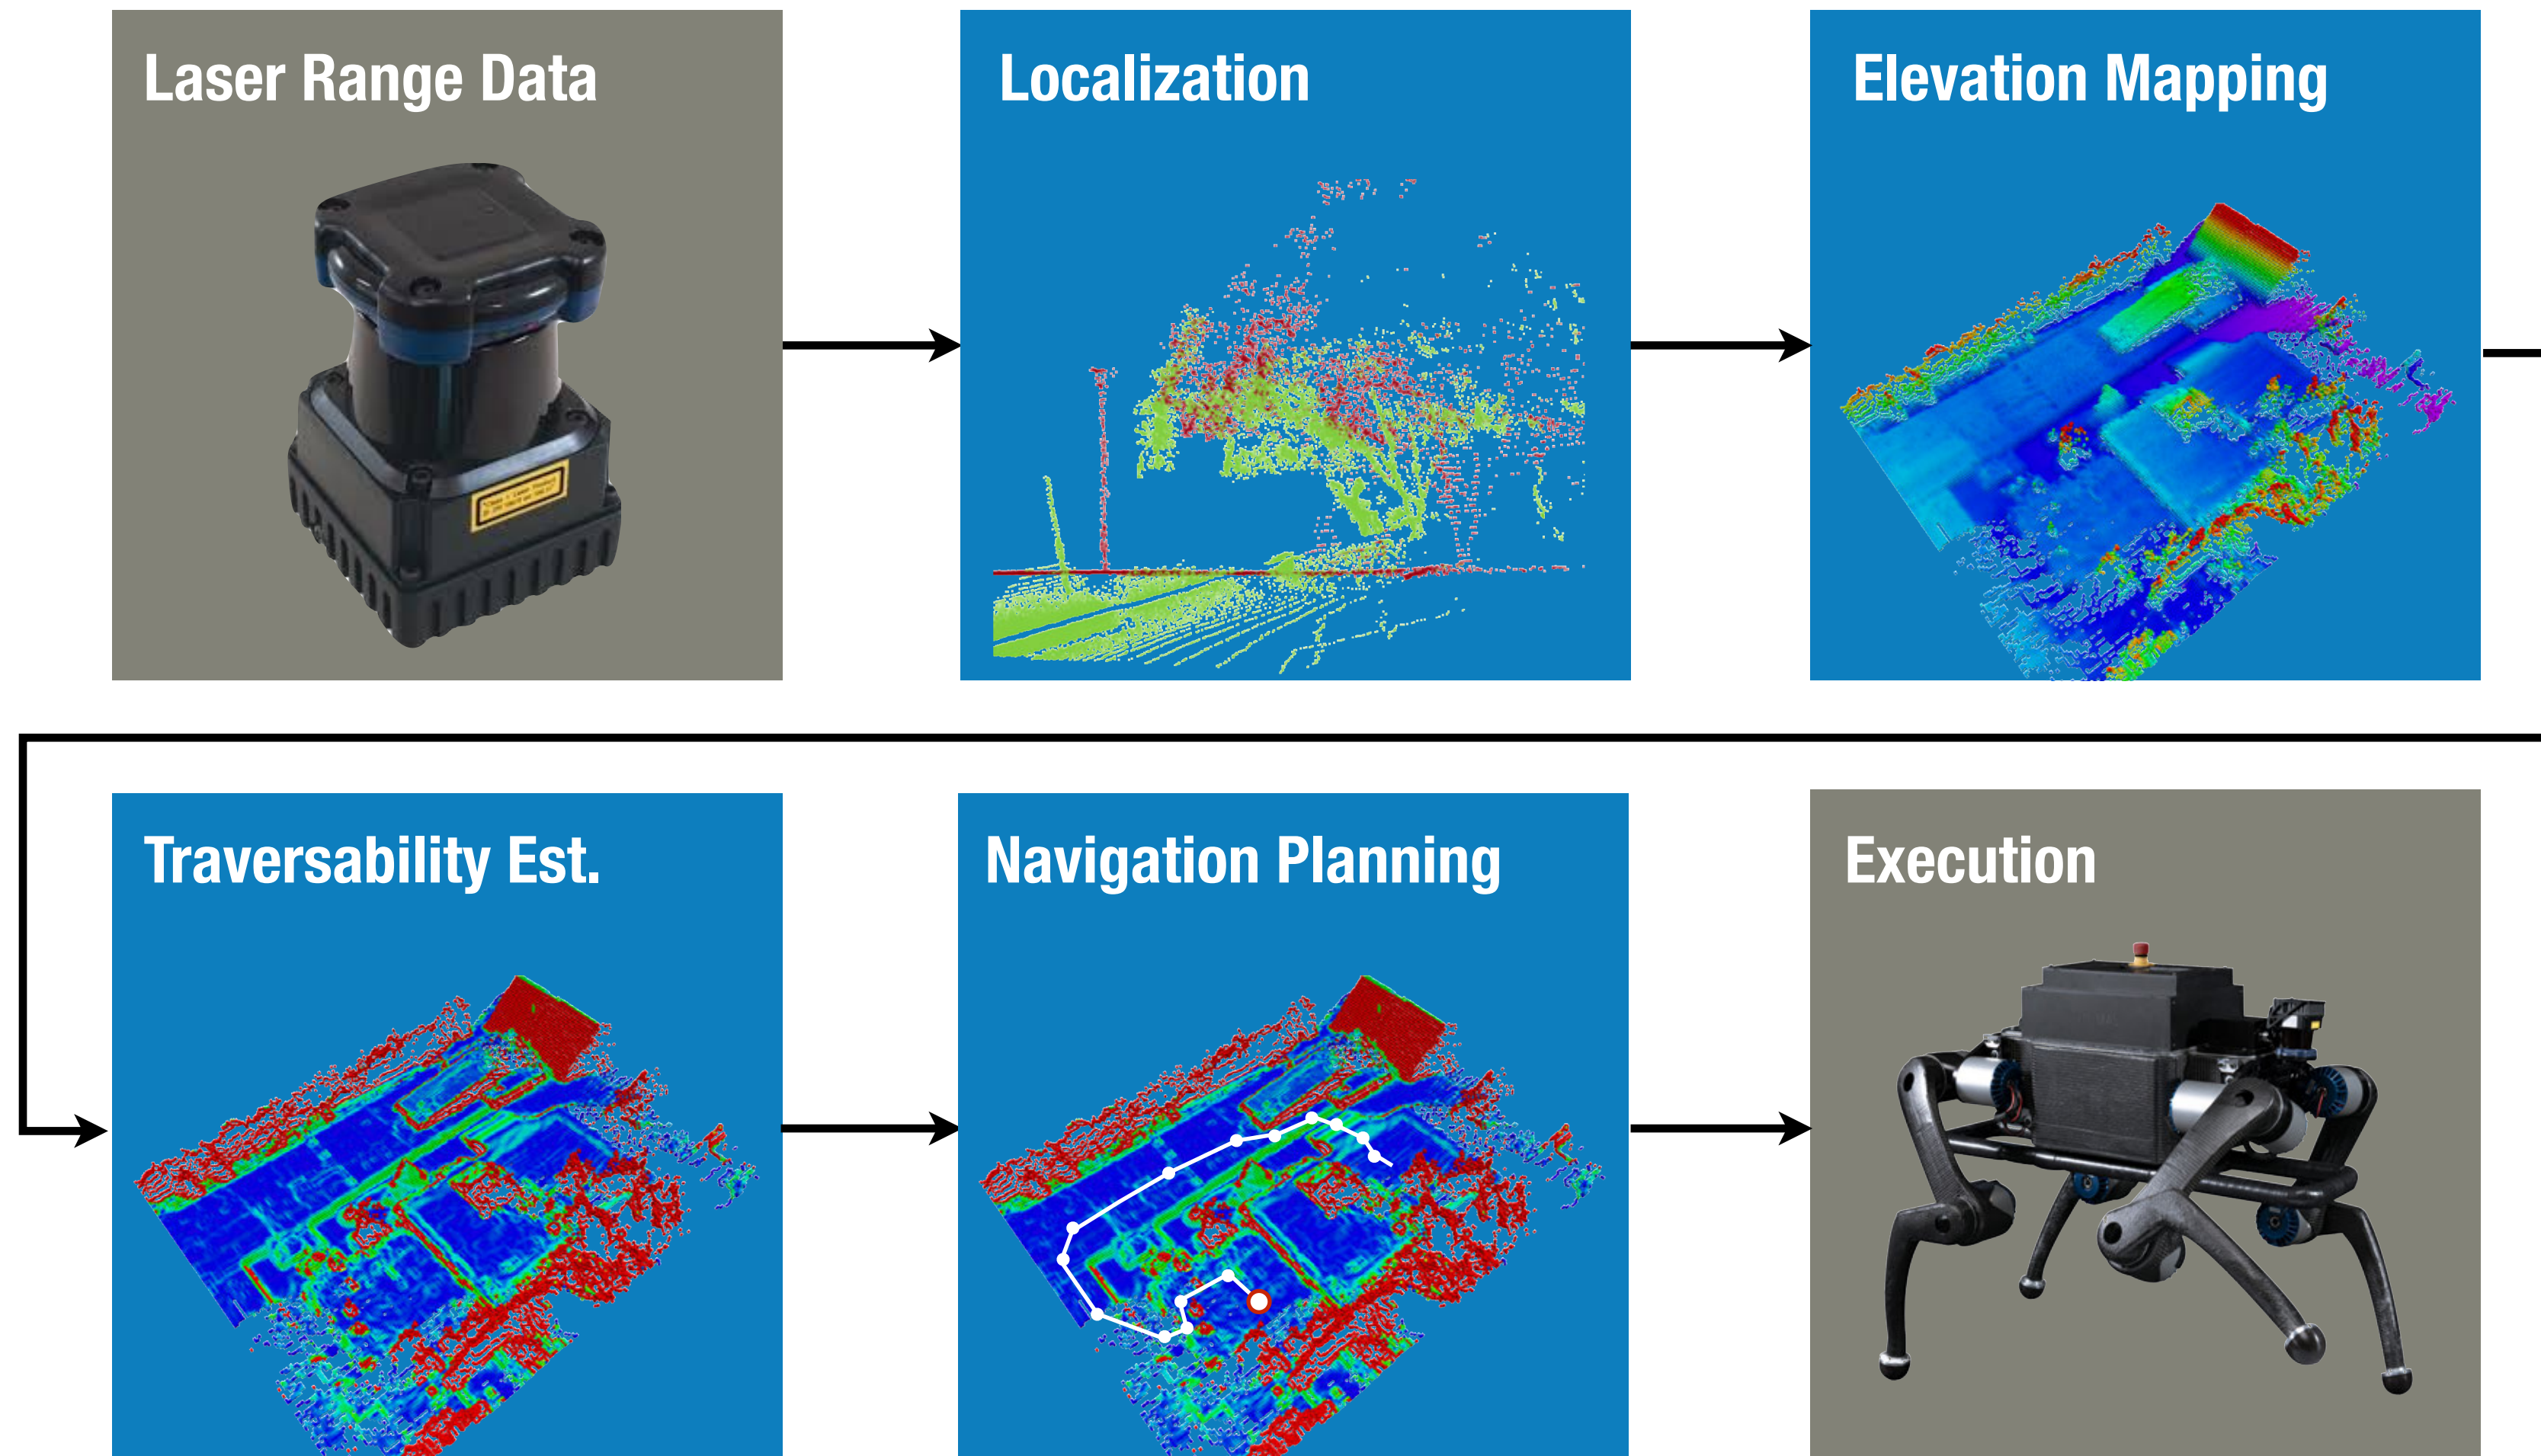 Laser Range Data
Localization
Elevation Mapping
Traversability Est.
Navigation Planning
Execution